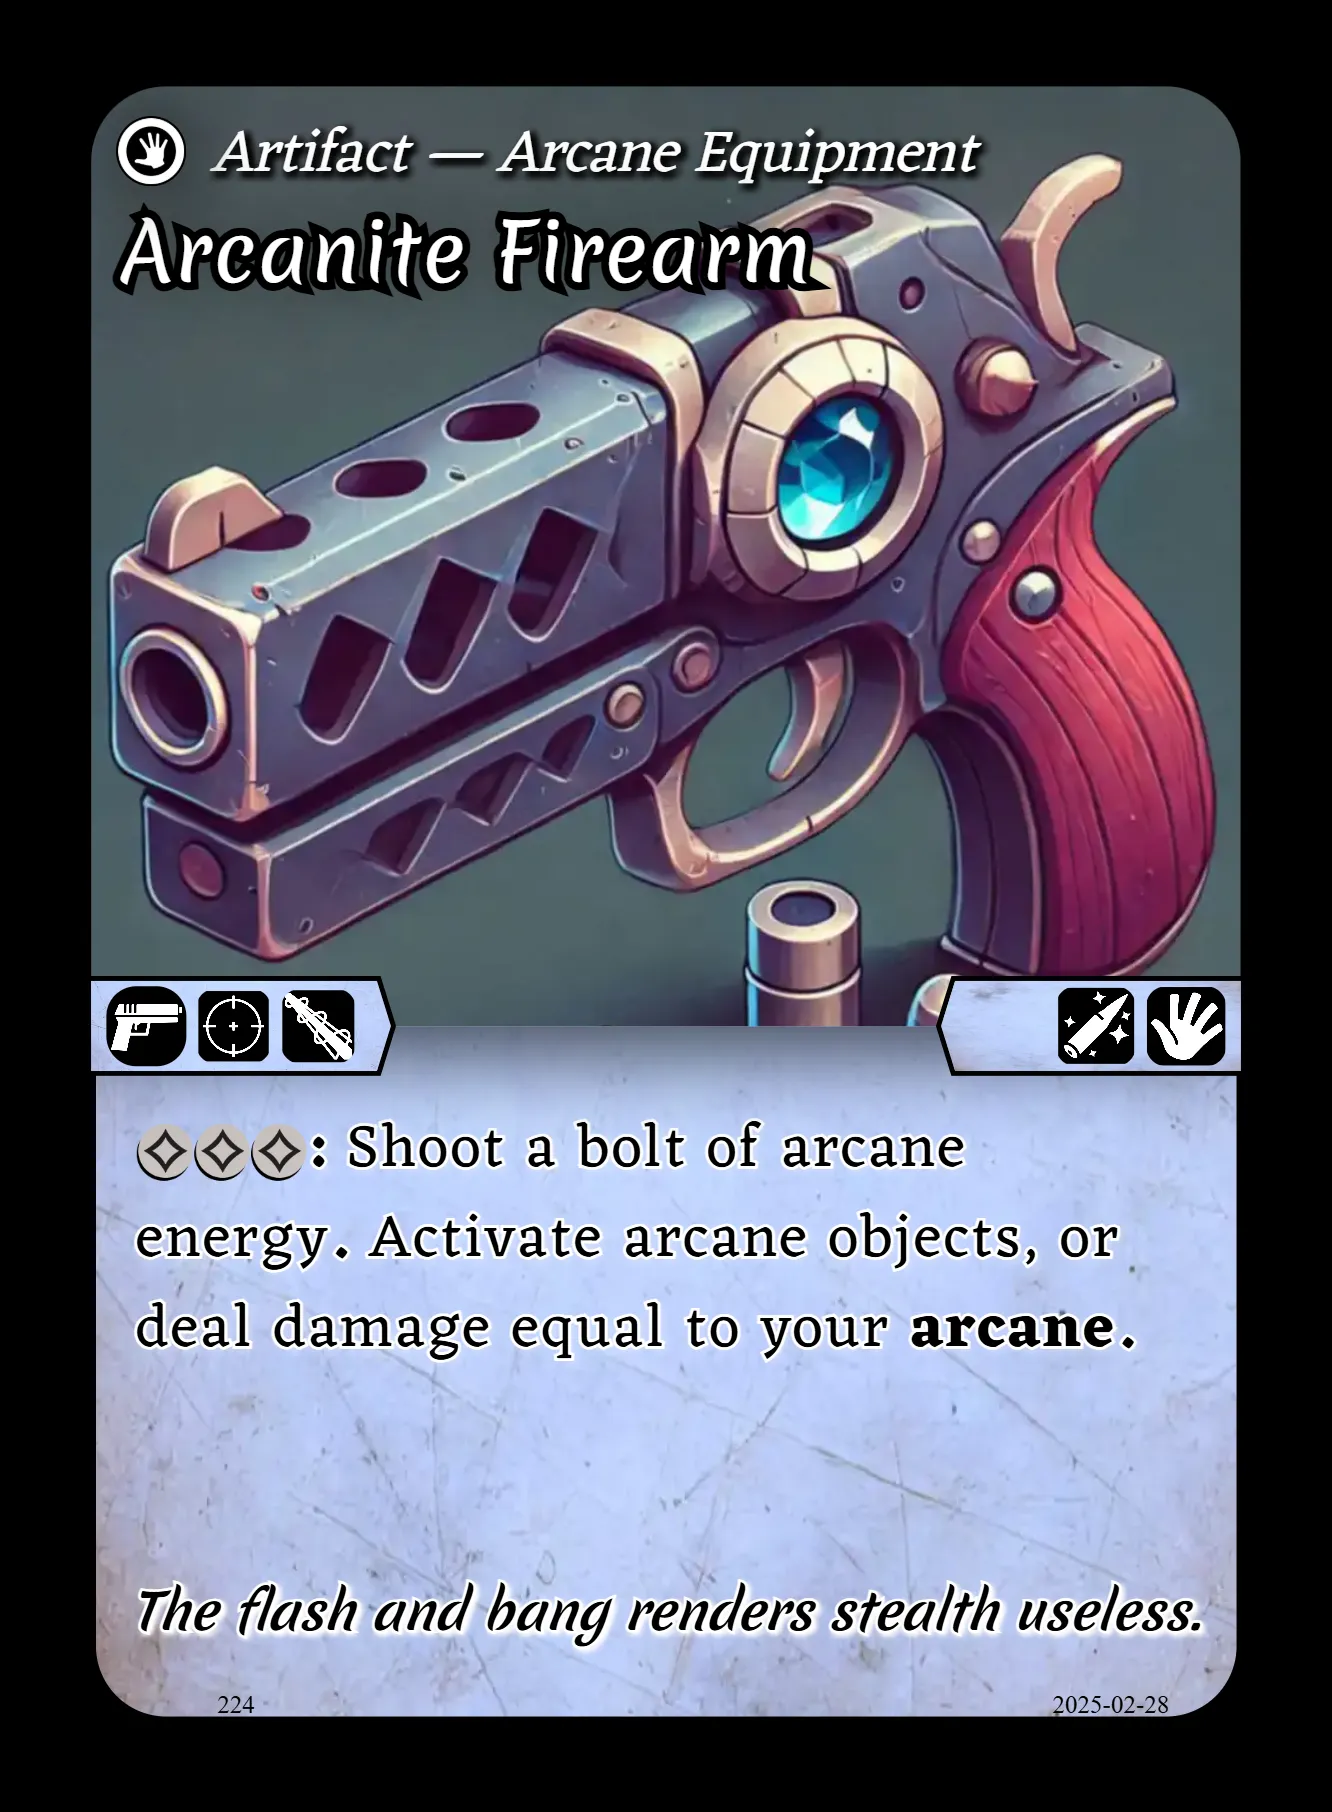 Artifact — Arcane Equipment
Arcanite Firearm
: Shoot a bolt of arcane
energy. Activate arcane objects, or
deal damage equal to your arcane.
The flash and bang renders stealth useless.
224
2025-02-28